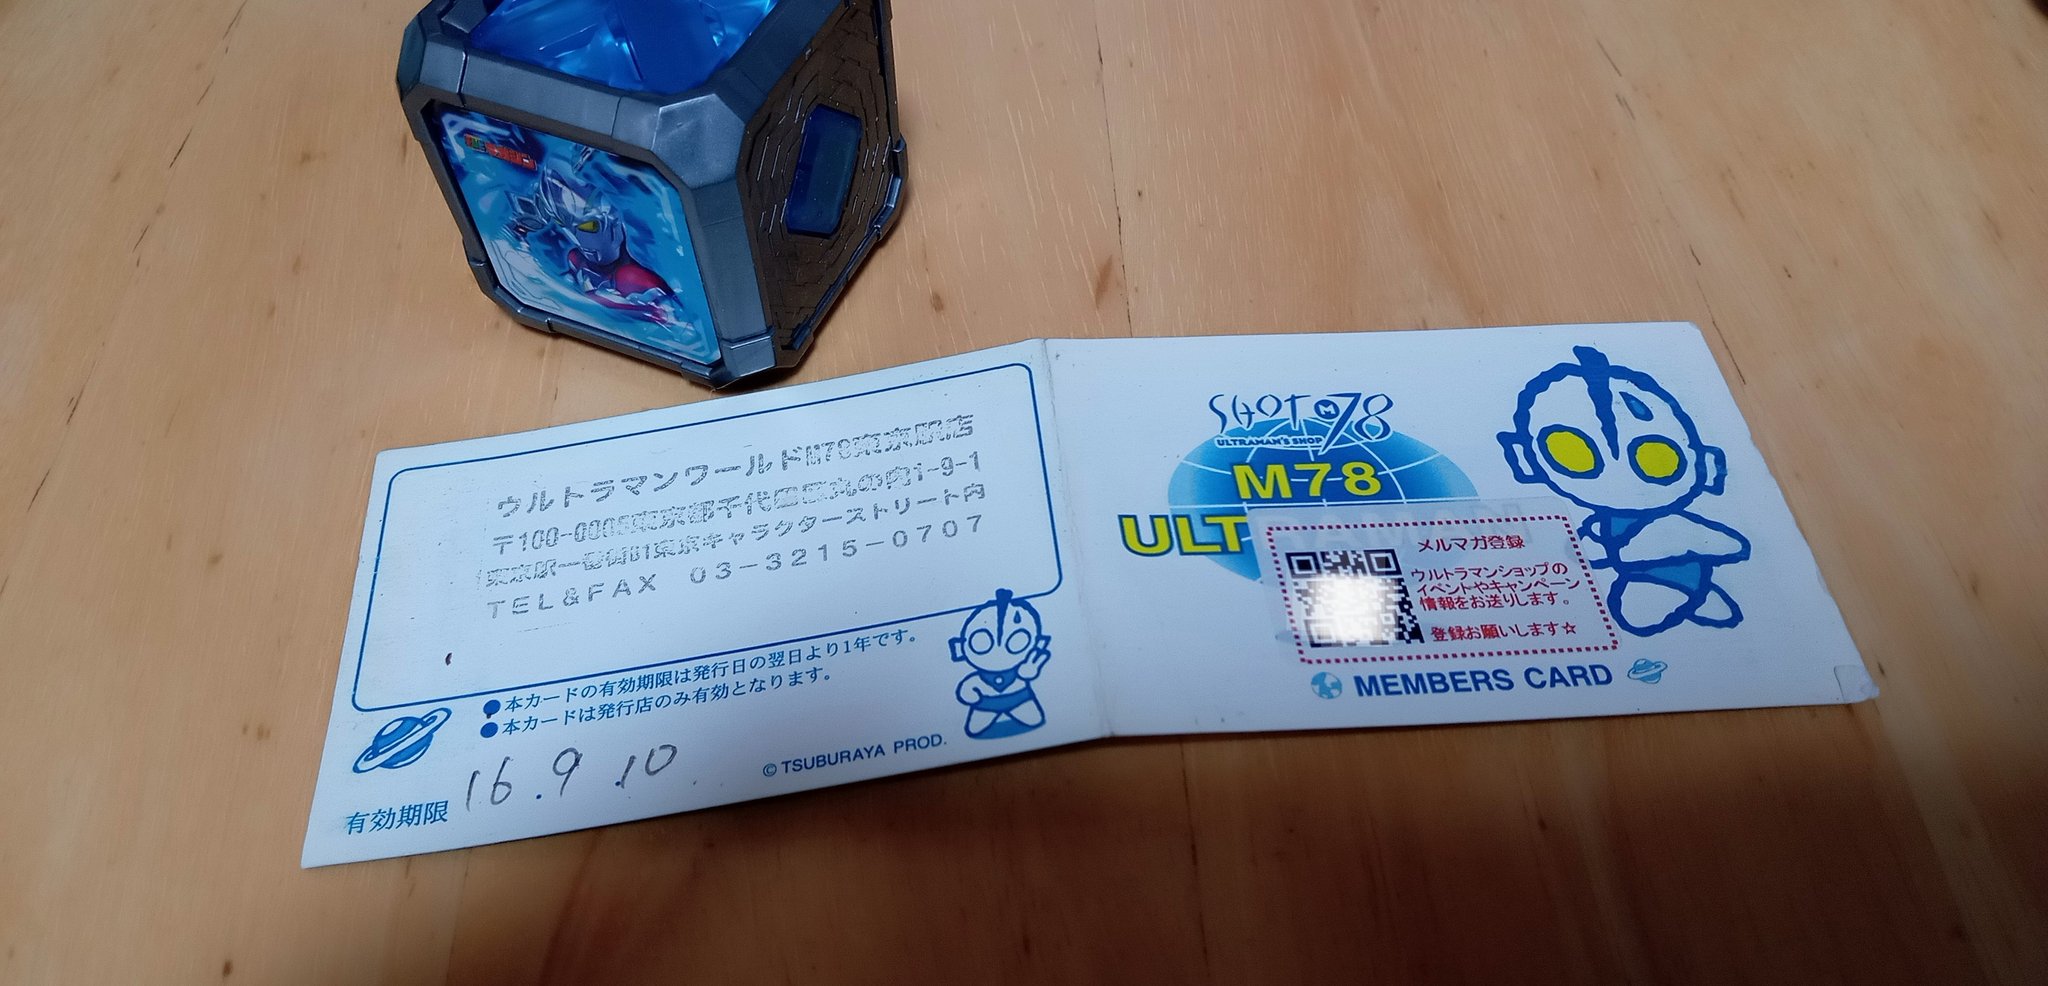 ウルトラマンワールドM78東京駅店
〒100-0005東京都千代田区丸の内1-9-1
東京駅一番街B1東京キャラクターストリート内
TEL&FAX 03-3215-0707
●本カードの有効期限は発行日の翌日より1年です。
●本カードは発行店のみ有効となります。
有効期限 16.9.10
© TSUBURAYA PROD.
SHOT M78
ULTRAMAN'S SHOP
M-78
ULTRAMAN
メルマガ登録
ウルトラマンショップの
イベントやキャンペーン
情報をお送りします。
登録お願いします☆
MEMBERS CARD